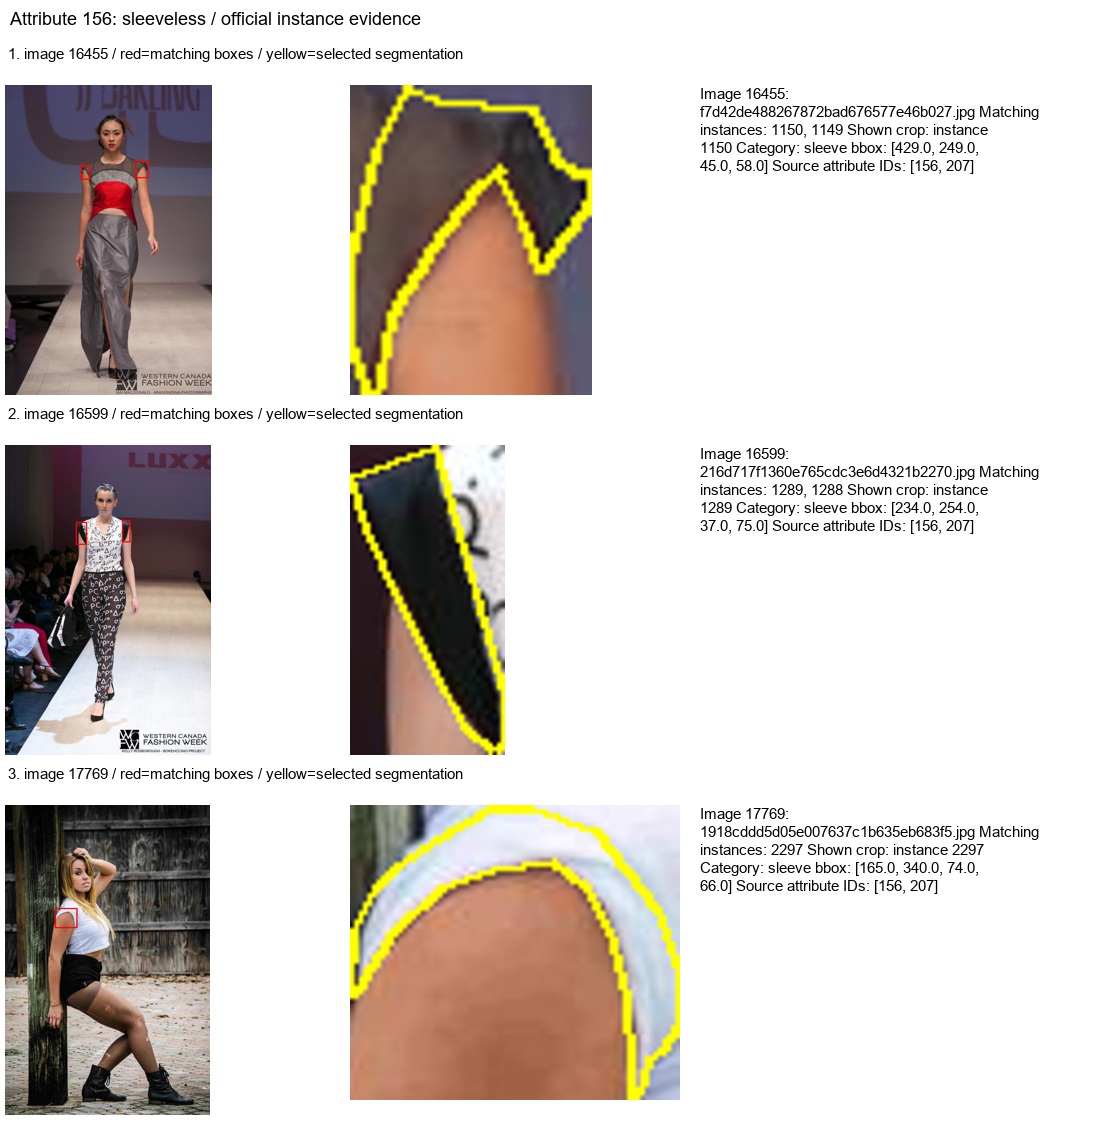 Attribute 156: sleeveless / official instance evidence
1. image 16455 / red=matching boxes / yellow=selected segmentation
Image 16455:
f7d42de488267872bad676577e46b027.jpg Matching
instances: 1150, 1149 Shown crop: instance
1150 Category: sleeve bbox: [429.0, 249.0,
45.0, 58.0] Source attribute IDs: [156, 207]
WESTERN CANADA
FASHION WEEK
2. image 16599 / red=matching boxes / yellow=selected segmentation
LUXX
Image 16599:
216d717f1360e765cdc3e6d4321b2270.jpg Matching
instances: 1289, 1288 Shown crop: instance
1289 Category: sleeve bbox: [234.0, 254.0,
37.0, 75.0] Source attribute IDs: [156, 207]
WESTERN CANADA
FASHION WEEK
3. image 17769 / red=matching boxes / yellow=selected segmentation
Image 17769:
1918cddd5d05e007637c1b635eb683f5.jpg Matching
instances: 2297 Shown crop: instance 2297
Category: sleeve bbox: [165.0, 340.0, 74.0,
66.0] Source attribute IDs: [156, 207]